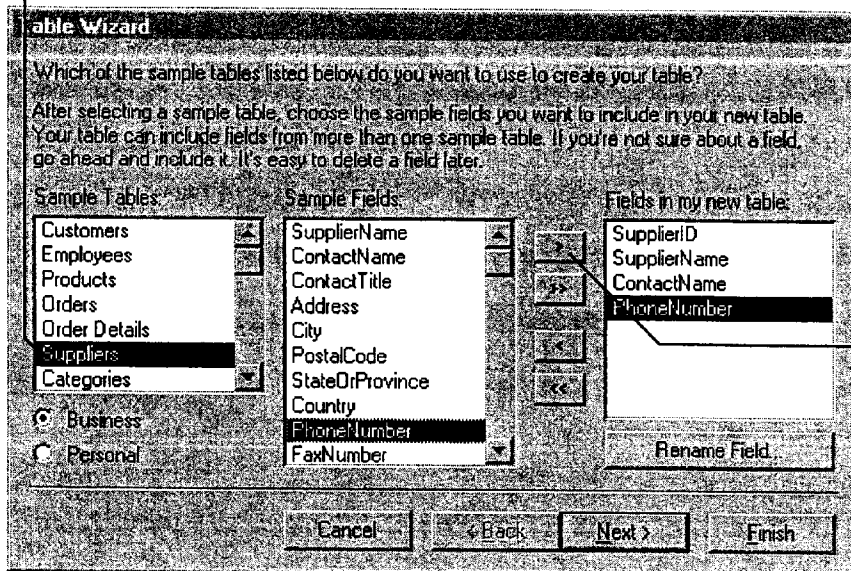 Table Wizard
Which of the sample tables listed below do you want to use to create your table?
After selecting a sample table, choose the sample fields you want to include in your new table.
Your table can include fields from more than one sample table. If you're not sure about a field,
go ahead and include it. It's easy to delete a field later.
Sample Tables:
Customers
Employees
Products
Orders
Order Details
Suppliers
Categories
Business
Personal
Sample Fields:
SupplierName
ContactName
ContactTitle
Address
City
PostalCode
StateOrProvince
Country
PhoneNumber
FaxNumber
>
>>
<
<<
Fields in my new table:
SupplierID
SupplierName
ContactName
PhoneNumber
Rename Field...
Cancel
< Back
Next >
Finish